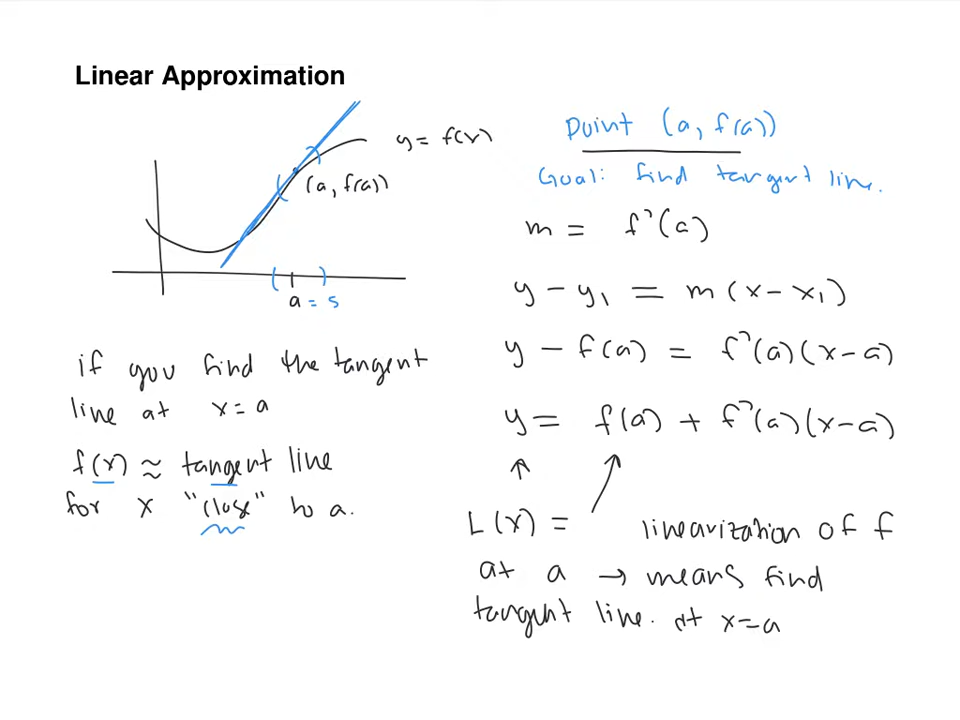 Linear Approximation
y = f(x)
(a, f(a))
a = 5
if you find the tangent
line at x = a
f(x) ≈ tangent line
for x "close" to a.
Point (a, f(a))
Goal: find tangent line.
m = f'(a)
y - y₁ = m(x - x₁)
y - f(a) = f'(a)(x-a)
y = f(a) + f'(a)(x-a)
L(x) = linearization of f
at a → means find
tangent line. at x=a